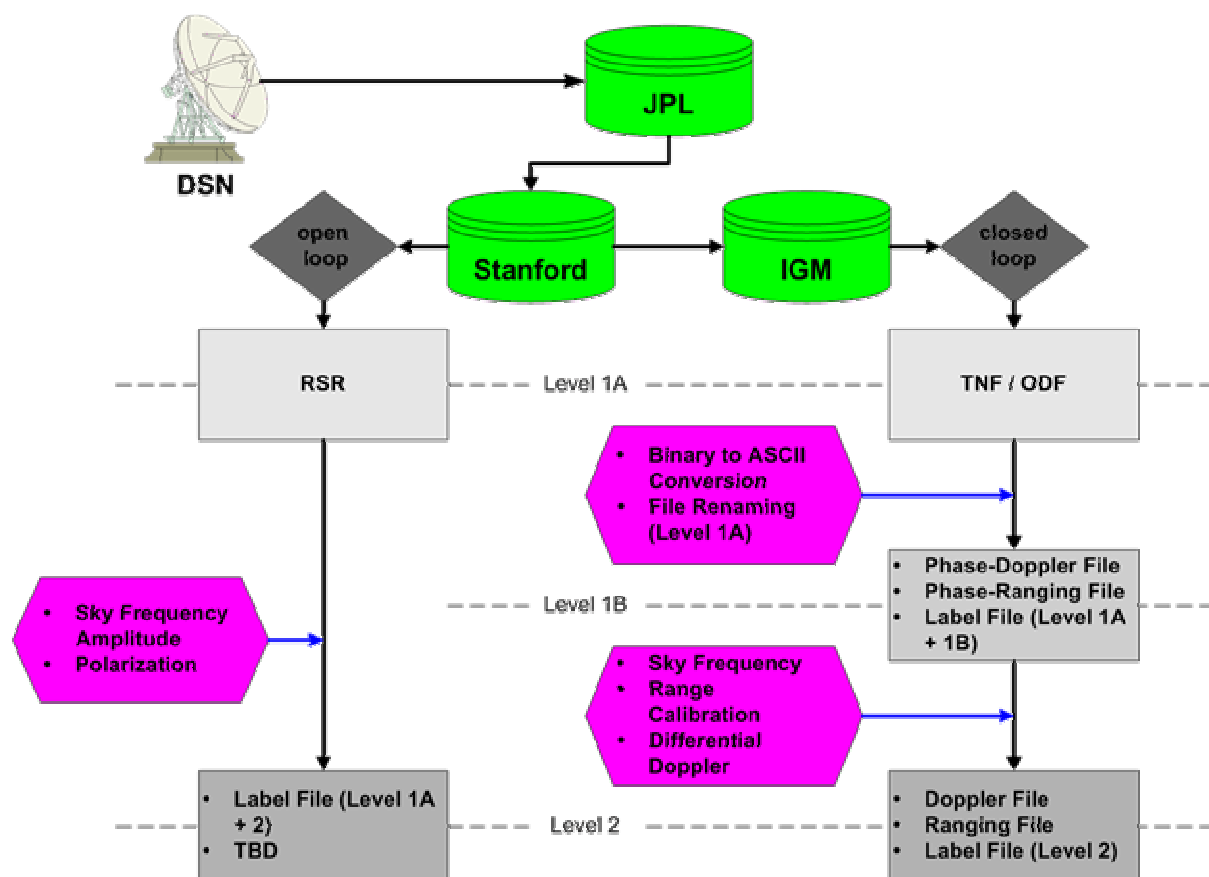 JPL
DSN
open
loop
Stanford
IGM
closed
loop
RSR
Level 1A
TNF / ODF
• Binary to ASCII
Conversion
• File Renaming
(Level 1A)
• Phase-Doppler File
• Phase-Ranging File
• Label File (Level 1A
+ 1B)
Level 1B
• Sky Frequency
Amplitude
• Polarization
• Sky Frequency
• Range
Calibration
• Differential
Doppler
• Label File (Level 1A
+ 2)
• TBD
Level 2
• Doppler File
• Ranging File
• Label File (Level 2)